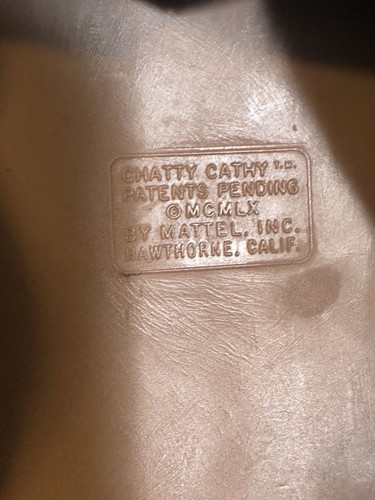 CHATTY CATHY T.M.
PATENTS PENDING
©MCMLX
BY MATTEL, INC.
HAWTHORNE, CALIF.